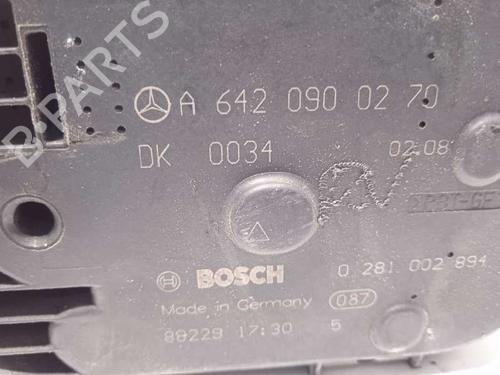 B-PARTS
A 642 090 02 70
DK 0034 02.08
BOSCH 0 281 002 894
Made in Germany 087
88229 17:30 5